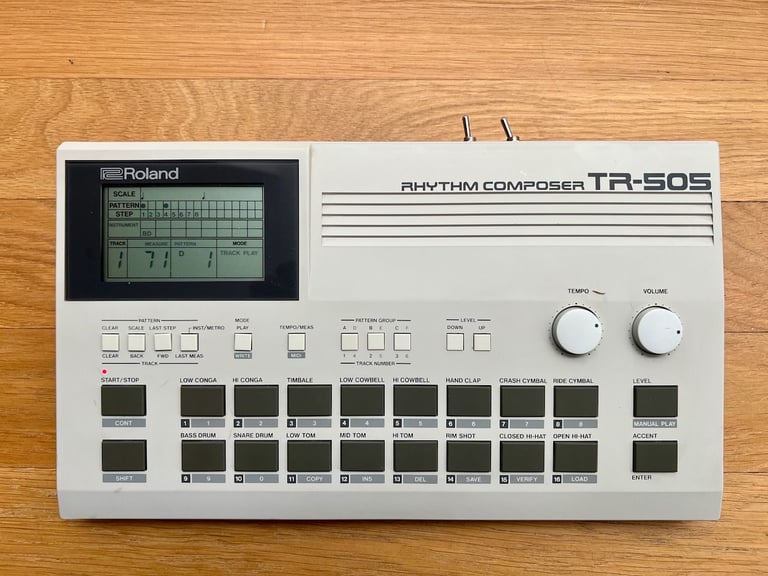 Roland
RHYTHM COMPOSER TR-505
SCALE
PATTERN
STEP 1 2 3 4 5 6 7 8
INSTRUMENT
BD
TRACK MEASURE PATTERN MODE
1 71 D 1 TRACK PLAY
TEMPO VOLUME
PATTERN
CLEAR SCALE LAST STEP INST/METRO
CLEAR BACK FWD LAST MEAS
TRACK
MODE
PLAY
WRITE
TEMPO/MEAS
MIDI
PATTERN GROUP
A D B E C F
1 4 2 5 3 6
TRACK NUMBER
LEVEL
DOWN UP
START/STOP LOW CONGA HI CONGA TIMBALE LOW COWBELL HI COWBELL HAND CLAP CRASH CYMBAL RIDE CYMBAL LEVEL
CONT 1 1 2 2 3 3 4 4 5 5 6 6 7 7 8 8 MANUAL PLAY
BASS DRUM SNARE DRUM LOW TOM MID TOM HI TOM RIM SHOT CLOSED HI-HAT OPEN HI-HAT ACCENT
SHIFT 9 9 10 0 11 COPY 12 INS 13 DEL 14 SAVE 15 VERIFY 16 LOAD ENTER